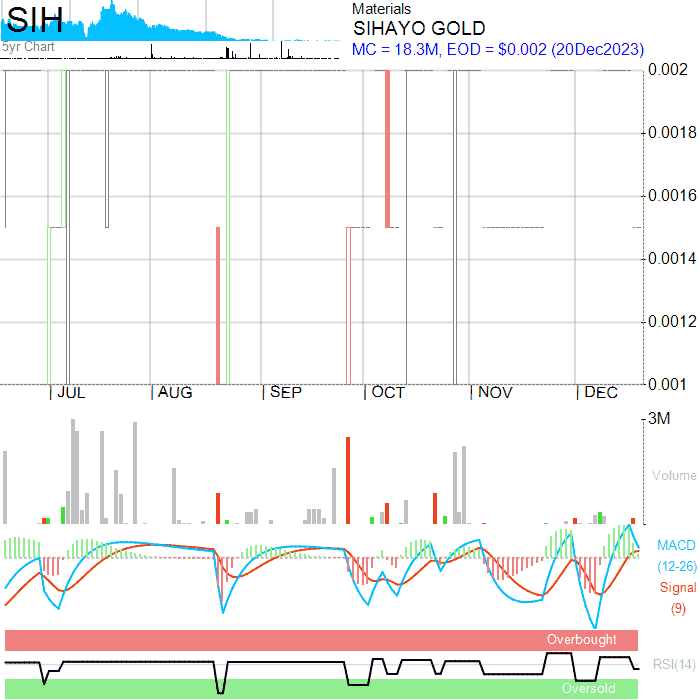 SIH
Materials
SIHAYO GOLD
MC = 18.3M, EOD = $0.002 (20Dec2023)
5yr Chart
0.002
0.0018
0.0016
0.0014
0.0012
0.001
JUL AUG SEP OCT NOV DEC
3M
Volume
MACD
(12-26)
Signal
(9)
Overbought
RSI(14)
Oversold